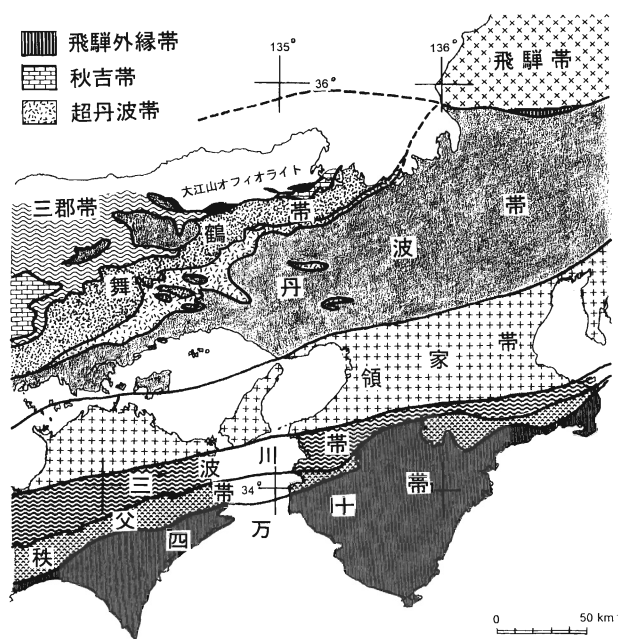 飛騨外縁帯
秋吉帯
超丹波帯
135°
136°
36°
飛騨帯
大江山オフィオライト
三郡帯
舞鶴帯
丹波帯
領家帯
三波川帯
34°
秩父帯
四万十帯
0 50 km